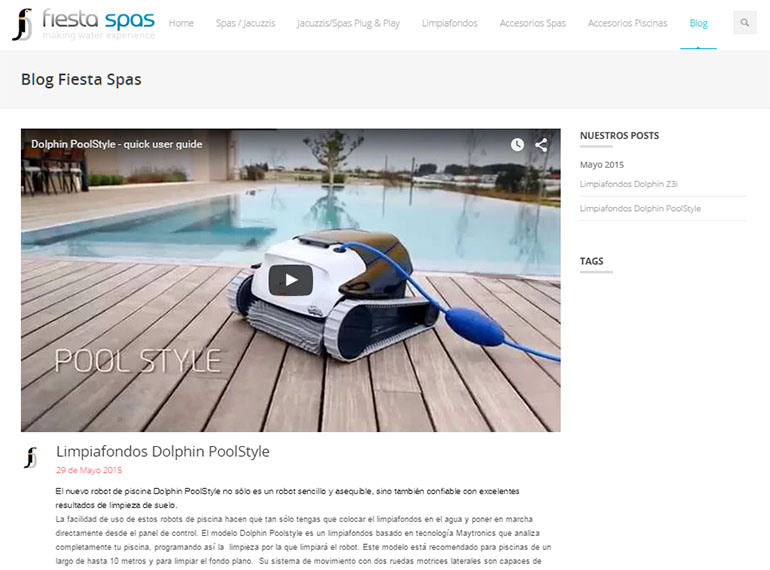 fiesta spas
making water experience
Home
Spas / Jacuzzis
Jacuzzis/Spas Plug & Play
Limpiafondos
Accesorios Spas
Accesorios Piscinas
Blog
Blog Fiesta Spas
Dolphin PoolStyle - quick user guide
POOL STYLE
Limpiafondos Dolphin PoolStyle
29 de Mayo 2015
El nuevo robot de piscina Dolphin PoolStyle no sólo es un robot sencillo y asequible, sino también confiable con excelentes
resultados de limpieza de suelo.
La facilidad de uso de estos robots de piscina hacen que tan sólo tengas que colocar el limpiafondos en el agua y poner en marcha
directamente desde el panel de control. El modelo Dolphin Poolstyle es un limpiafondos basado en tecnología Maytronics que analiza
completamente tu piscina, programando así la limpieza por la que limpiará el robot. Este modelo está recomendado para piscinas de un
largo de hasta 10 metros y para limpiar el fondo plano. Su sistema de movimiento con dos ruedas motrices laterales son capaces de
NUESTROS POSTS
Mayo 2015
Limpiafondos Dolphin Z3i
Limpiafondos Dolphin PoolStyle
TAGS